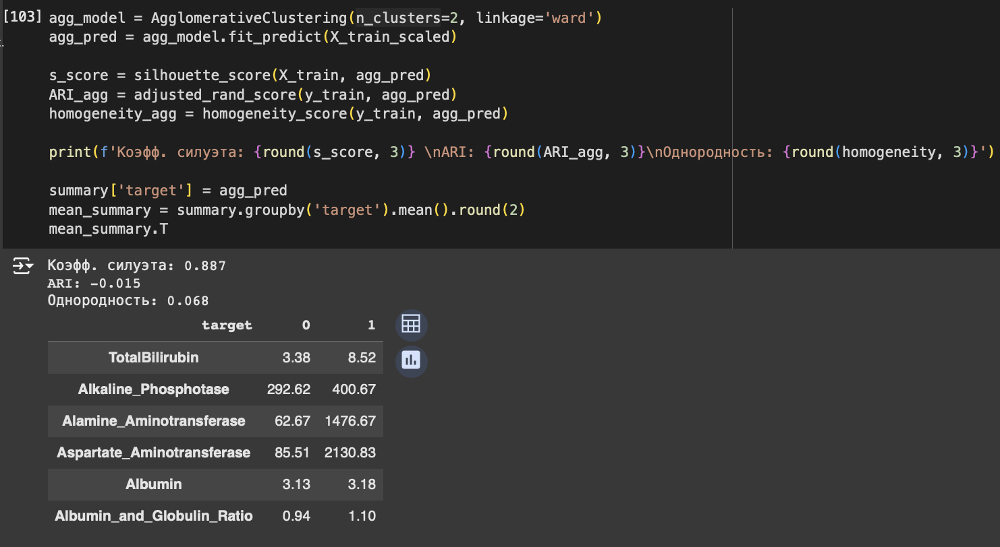 [103] agg_model = AgglomerativeClustering(n_clusters=2, linkage='ward')
agg_pred = agg_model.fit_predict(X_train_scaled)
s_score = silhouette_score(X_train, agg_pred)
ARI_agg = adjusted_rand_score(y_train, agg_pred)
homogeneity_agg = homogeneity_score(y_train, agg_pred)
print(f'Коэфф. силуэта: {round(s_score, 3)} \nARI: {round(ARI_agg, 3)}\nОднородность: {round(homogeneity, 3)}')
summary['target'] = agg_pred
mean_summary = summary.groupby('target').mean().round(2)
mean_summary.T
Коэфф. силуэта: 0.887
ARI: -0.015
Однородность: 0.068
target 0 1
TotalBilirubin 3.38 8.52
Alkaline_Phosphotase 292.62 400.67
Alamine_Aminotransferase 62.67 1476.67
Aspartate_Aminotransferase 85.51 2130.83
Albumin 3.13 3.18
Albumin_and_Globulin_Ratio 0.94 1.10